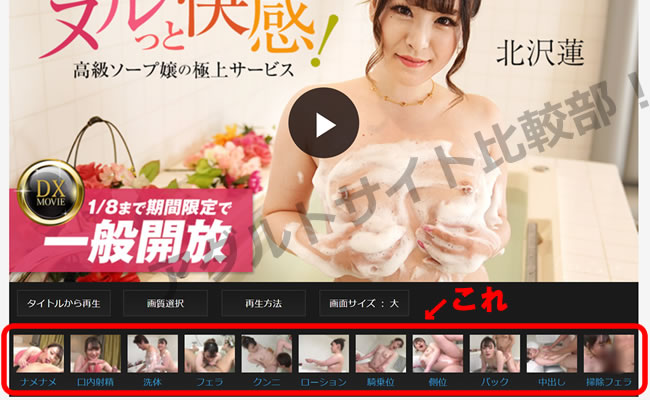 ヌルっと快感！
高級ソープ嬢の極上サービス
北沢蓮
アダルトサイト比較部！
DX
MOVIE
1/8まで期間限定で
一般開放
タイトルから再生
画質選択
再生方法
画面サイズ : 大
これ
ナメナメ
口内射精
洗体
フェラ
クンニ
ローション
騎乗位
側位
バック
中出し
掃除フェラ